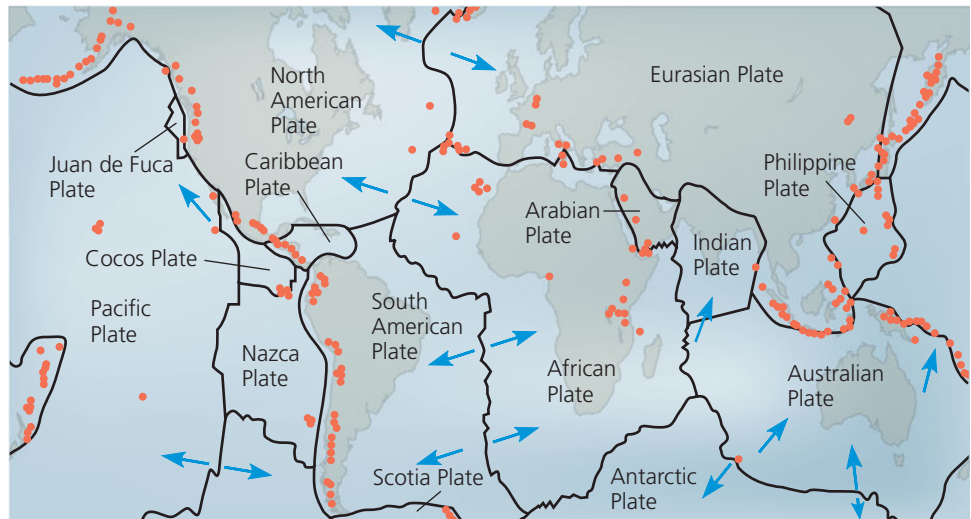 North
American
Plate
Eurasian Plate
Juan de Fuca
Plate
Caribbean
Plate
Philippine
Plate
Arabian
Plate
Indian
Plate
Cocos Plate
Pacific
Plate
South
American
Plate
Nazca
Plate
African
Plate
Australian
Plate
Scotia Plate
Antarctic
Plate